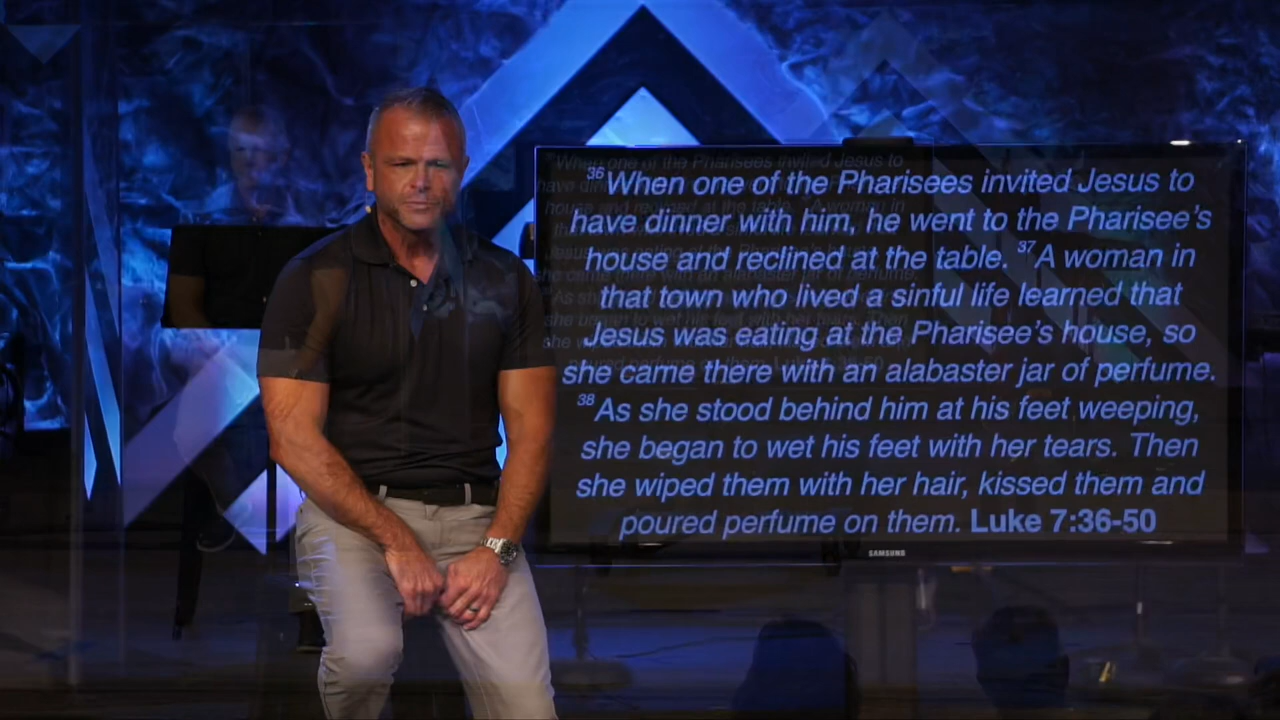 ³⁶When one of the Pharisees invited Jesus to
have dinner with him, he went to the Pharisee’s
house and reclined at the table. ³⁷A woman in
that town who lived a sinful life learned that
Jesus was eating at the Pharisee’s house, so
she came there with an alabaster jar of perfume.
³⁸As she stood behind him at his feet weeping,
she began to wet his feet with her tears. Then
she wiped them with her hair, kissed them and
poured perfume on them. Luke 7:36-50
SAMSUNG